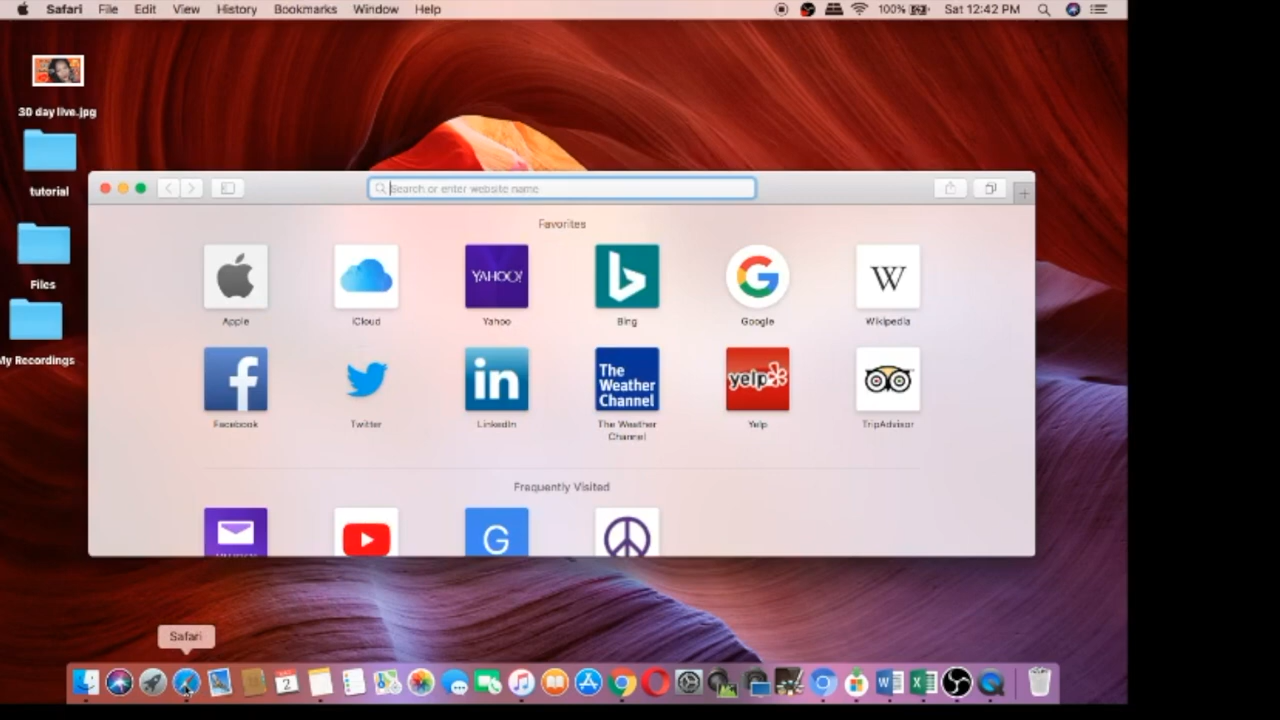 Safari File Edit View History Bookmarks Window Help 100% Sat 12:42 PM
30 day live.jpg
tutorial
Files
My Recordings
Search or enter website name
Favorites
YAHOO!
Apple iCloud Yahoo Bing Google Wikipedia
W
f
in
The
Weather
Channel
yelp
Facebook Twitter LinkedIn The Weather
Channel Yelp TripAdvisor
Frequently Visited
G
Safari
2
W
X